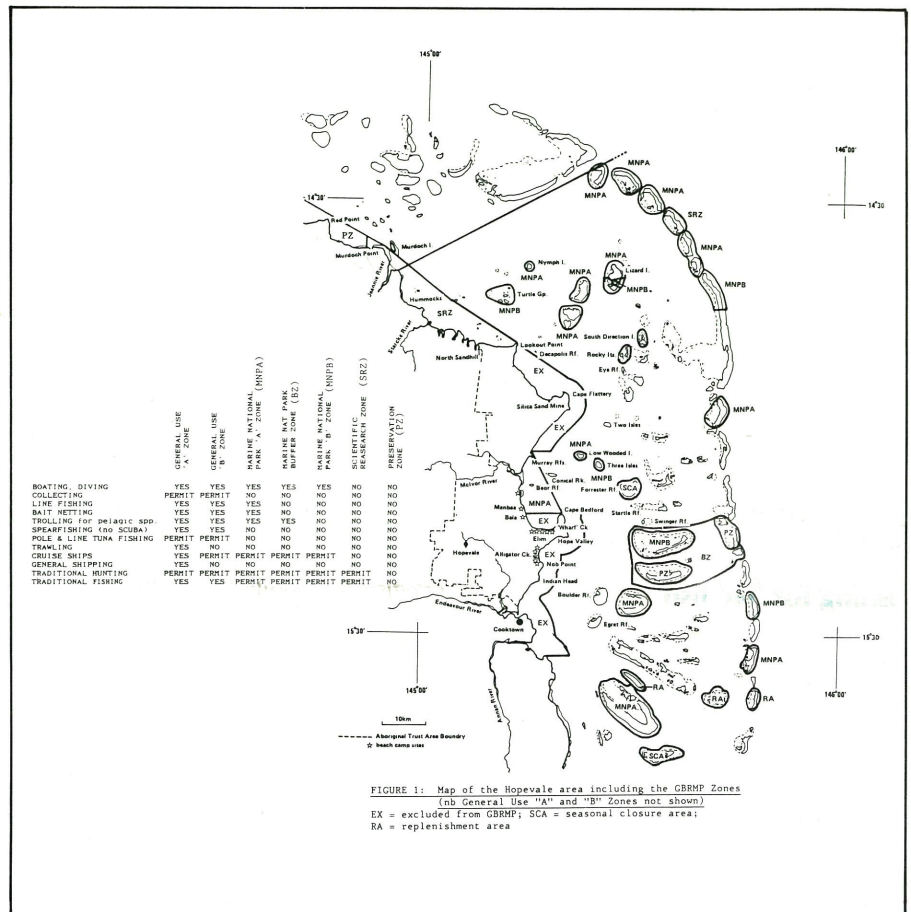 145°00'
146°00'
14°30'
14°30
MNPA
MNPA
MNPA
SRZ
MNPA
MNPB
Red Point
PZ
Murdoch I.
Murdoch Point
Jeannie River
Nymph I.
MNPA
MNPA
MNPA
Lizard I.
MNPB
Turtle Gp.
MNPB
MNPA
Hummocks
SRZ
Starcke River
North Sandhill
Lookout Point
Decapolis Rf.
South Direction I.
Rocky Its.
Eye Rf.
EX
Cape Flattery
Silica Sand Mine
EX
Two Isles
MNPA
MNPA
Low Wooded I.
Three Isles
MNPB
Murray Rfs.
Conical Rk.
Bear Rf.
Forrester Rf.
SCA
McIvor River
MNPA
Manbaa
Cape Bedford
Startle Rf.
Bala
EX
Wharf Ck
Swinger Rf.
Elim
Hope Valley
MNPB
PZ
BZ
PZ
Hopevale
Alligator Ck.
EX
Nob Point
Indian Head
Boulder Rf.
MNPA
MNPB
Endeavour River
EX
Egret Rf.
Cooktown
15°30'
15°30
MNPA
RA
MNPA
RA
RA
SCA
Annan River
145°00'
146°00'
10km
Aboriginal Trust Area Boundary
☆ beach camp sites
GENERAL USE 'A' ZONE
GENERAL USE 'B' ZONE
MARINE NATIONAL PARK 'A' ZONE (MNPA)
MARINE NAT PARK BUFFER ZONE (BZ)
MARINE NATIONAL PARK 'B' ZONE (MNPB)
SCIENTIFIC REASEARCH ZONE (SRZ)
PRESERVATION ZONE (PZ)
BOATING, DIVING YES YES YES YES YES NO NO
COLLECTING PERMIT PERMIT NO NO NO NO NO
LINE FISHING YES YES YES NO NO NO NO
BAIT NETTING YES YES YES NO NO NO NO
TROLLING for pelagic spp. YES YES YES YES NO NO NO
SPEARFISHING (no SCUBA) YES YES NO NO NO NO NO
POLE & LINE TUNA FISHING PERMIT PERMIT NO NO NO NO NO
TRAWLING YES NO NO NO NO NO NO
CRUISE SHIPS YES PERMIT PERMIT PERMIT PERMIT NO NO
GENERAL SHIPPING YES NO NO NO NO NO NO
TRADITIONAL HUNTING PERMIT PERMIT PERMIT PERMIT PERMIT PERMIT NO
TRADITIONAL FISHING YES YES PERMIT PERMIT PERMIT PERMIT NO
FIGURE 1: Map of the Hopevale area including the GBRMP Zones
(nb General Use "A" and "B" Zones not shown)
EX = excluded from GBRMP; SCA = seasonal closure area;
RA = replenishment area